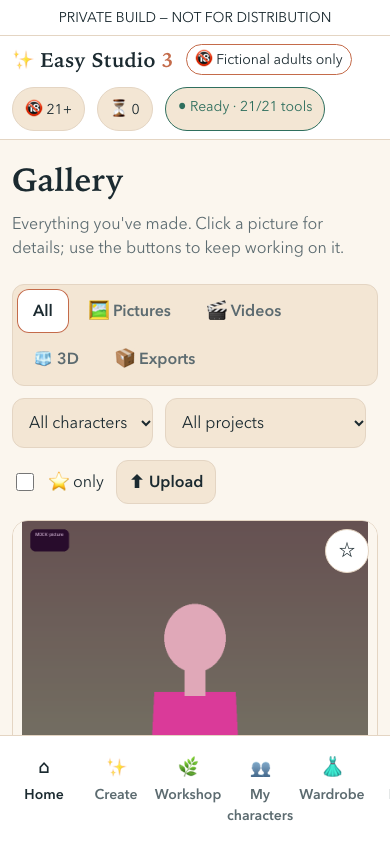 PRIVATE BUILD — NOT FOR DISTRIBUTION
✨ Easy Studio 3
🔞 Fictional adults only
🔞 21+
⏳ 0
● Ready · 21/21 tools
Gallery
Everything you've made. Click a picture for
details; use the buttons to keep working on it.
All
🖼️ Pictures
🎬 Videos
🧊 3D
📦 Exports
All characters
All projects
⭐ only
⬆ Upload
MOCK picture
☆
Home
Create
Workshop
My
characters
Wardrobe